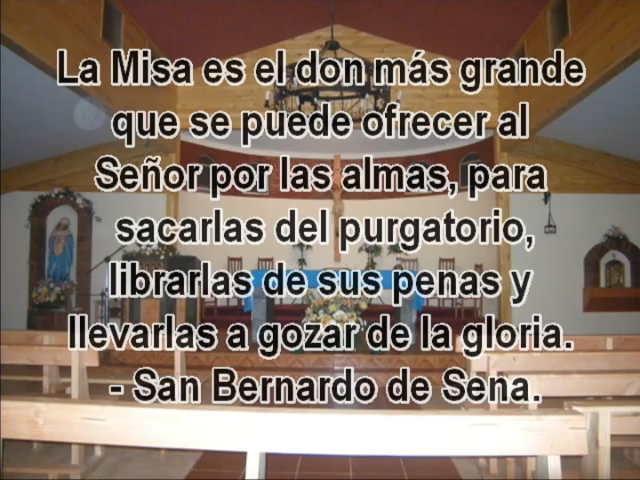 La Misa es el don más grande
que se puede ofrecer al
Señor por las almas, para
sacarlas del purgatorio,
librarlas de sus penas y
llevarlas a gozar de la gloria.
- San Bernardo de Sena.